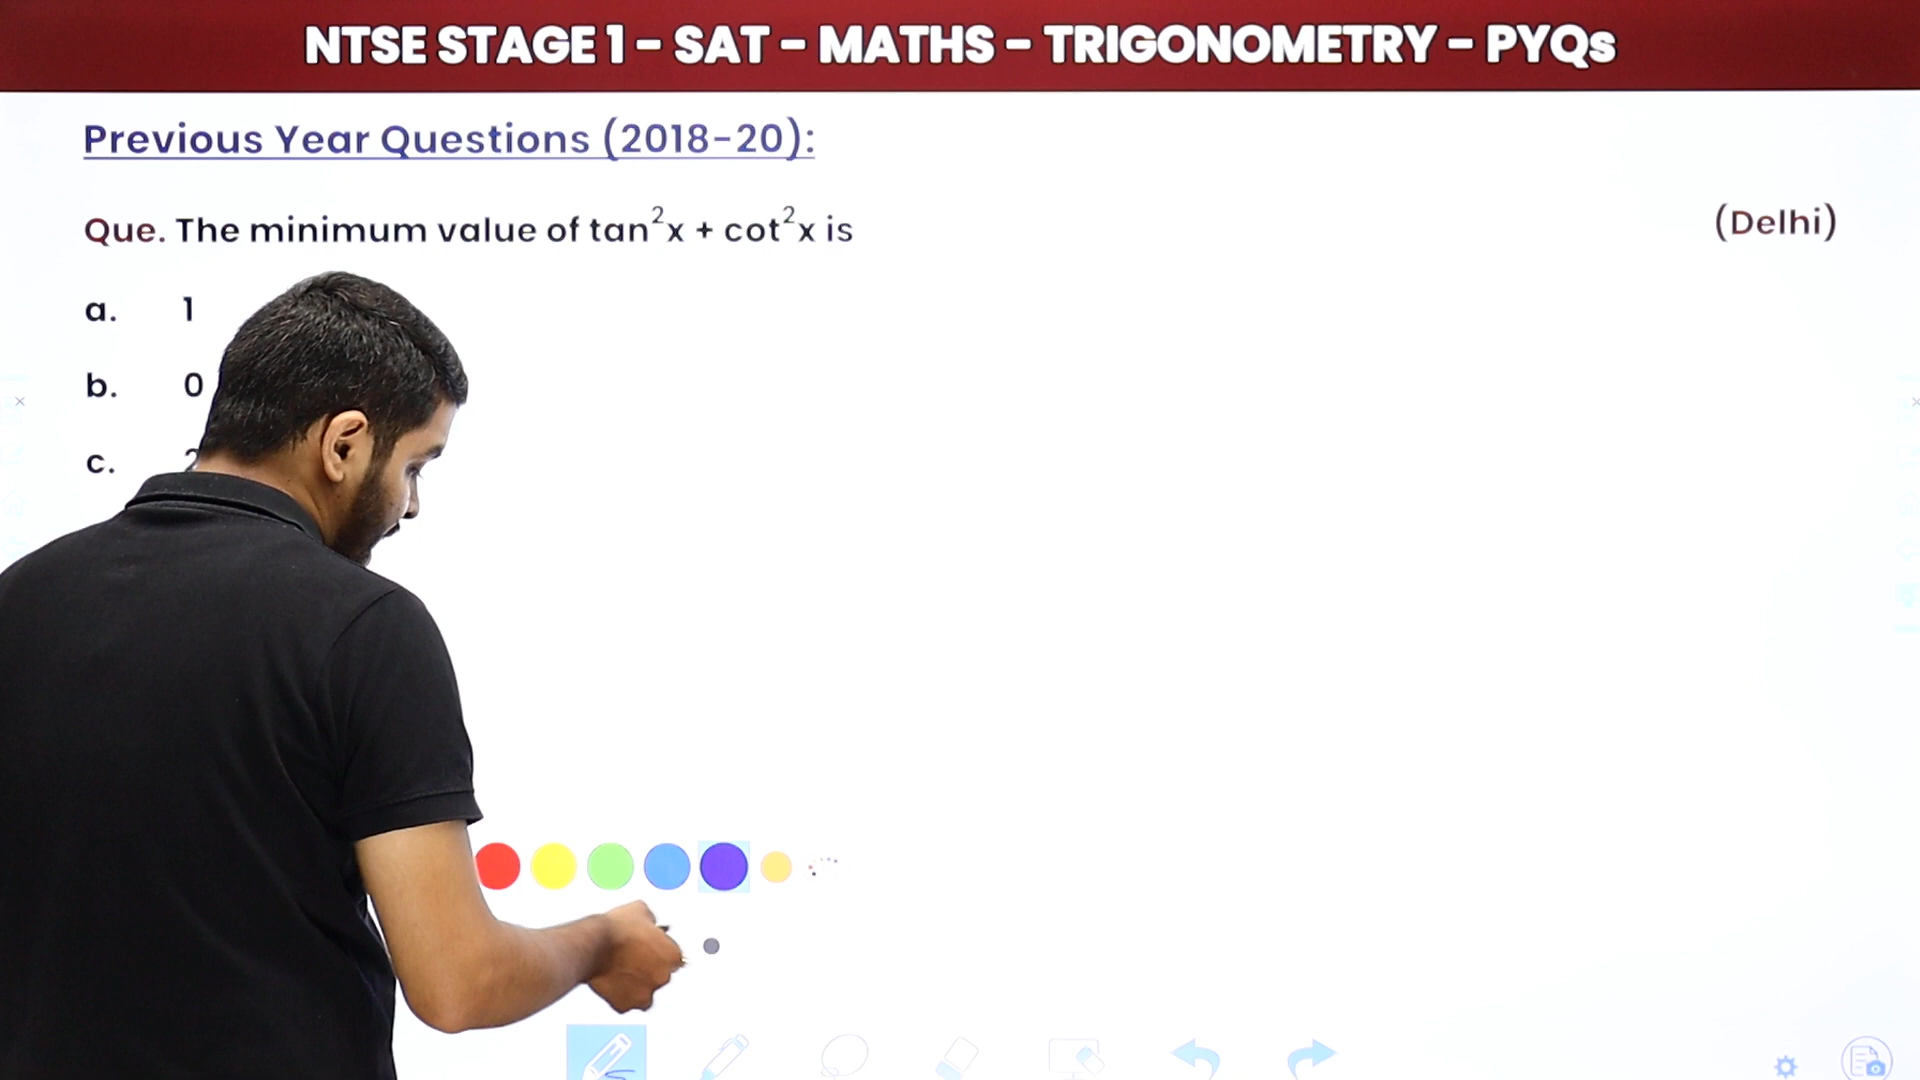 NTSE STAGE 1 – SAT – MATHS – TRIGONOMETRY – PYQs
Previous Year Questions (2018-20):
Que. The minimum value of tan²x + cot²x is (Delhi)
a. 1
b. 0
c. 2